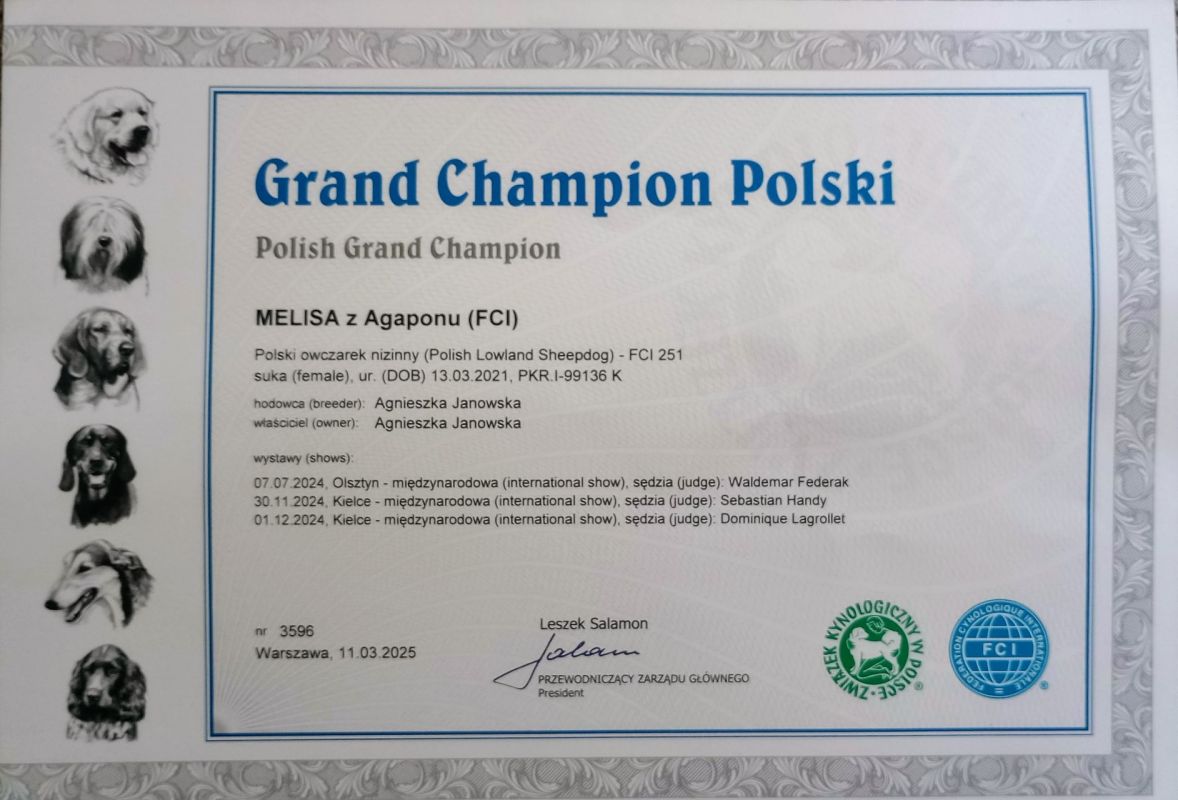 Grand Champion Polski
Polish Grand Champion
MELISA z Agaponu (FCI)
Polski owczarek nizinny (Polish Lowland Sheepdog) - FCI 251
suka (female), ur. (DOB) 13.03.2021, PKR.I-99136 K
hodowca (breeder): Agnieszka Janowska
właściciel (owner): Agnieszka Janowska
wystawy (shows):
07.07.2024, Olsztyn - międzynarodowa (international show), sędzia (judge): Waldemar Federak
30.11.2024, Kielce - międzynarodowa (international show), sędzia (judge): Sebastian Handy
01.12.2024, Kielce - międzynarodowa (international show), sędzia (judge): Dominique Lagrollet
nr 3596
Warszawa, 11.03.2025
Leszek Salamon
Salam
PRZEWODNICZĄCY ZARZĄDU GŁÓWNEGO
President
ZWIĄZEK KYNOLOGICZNY W POLSCE ®
FEDERATION CYNOLOGIQUE INTERNATIONALE
FCI
®